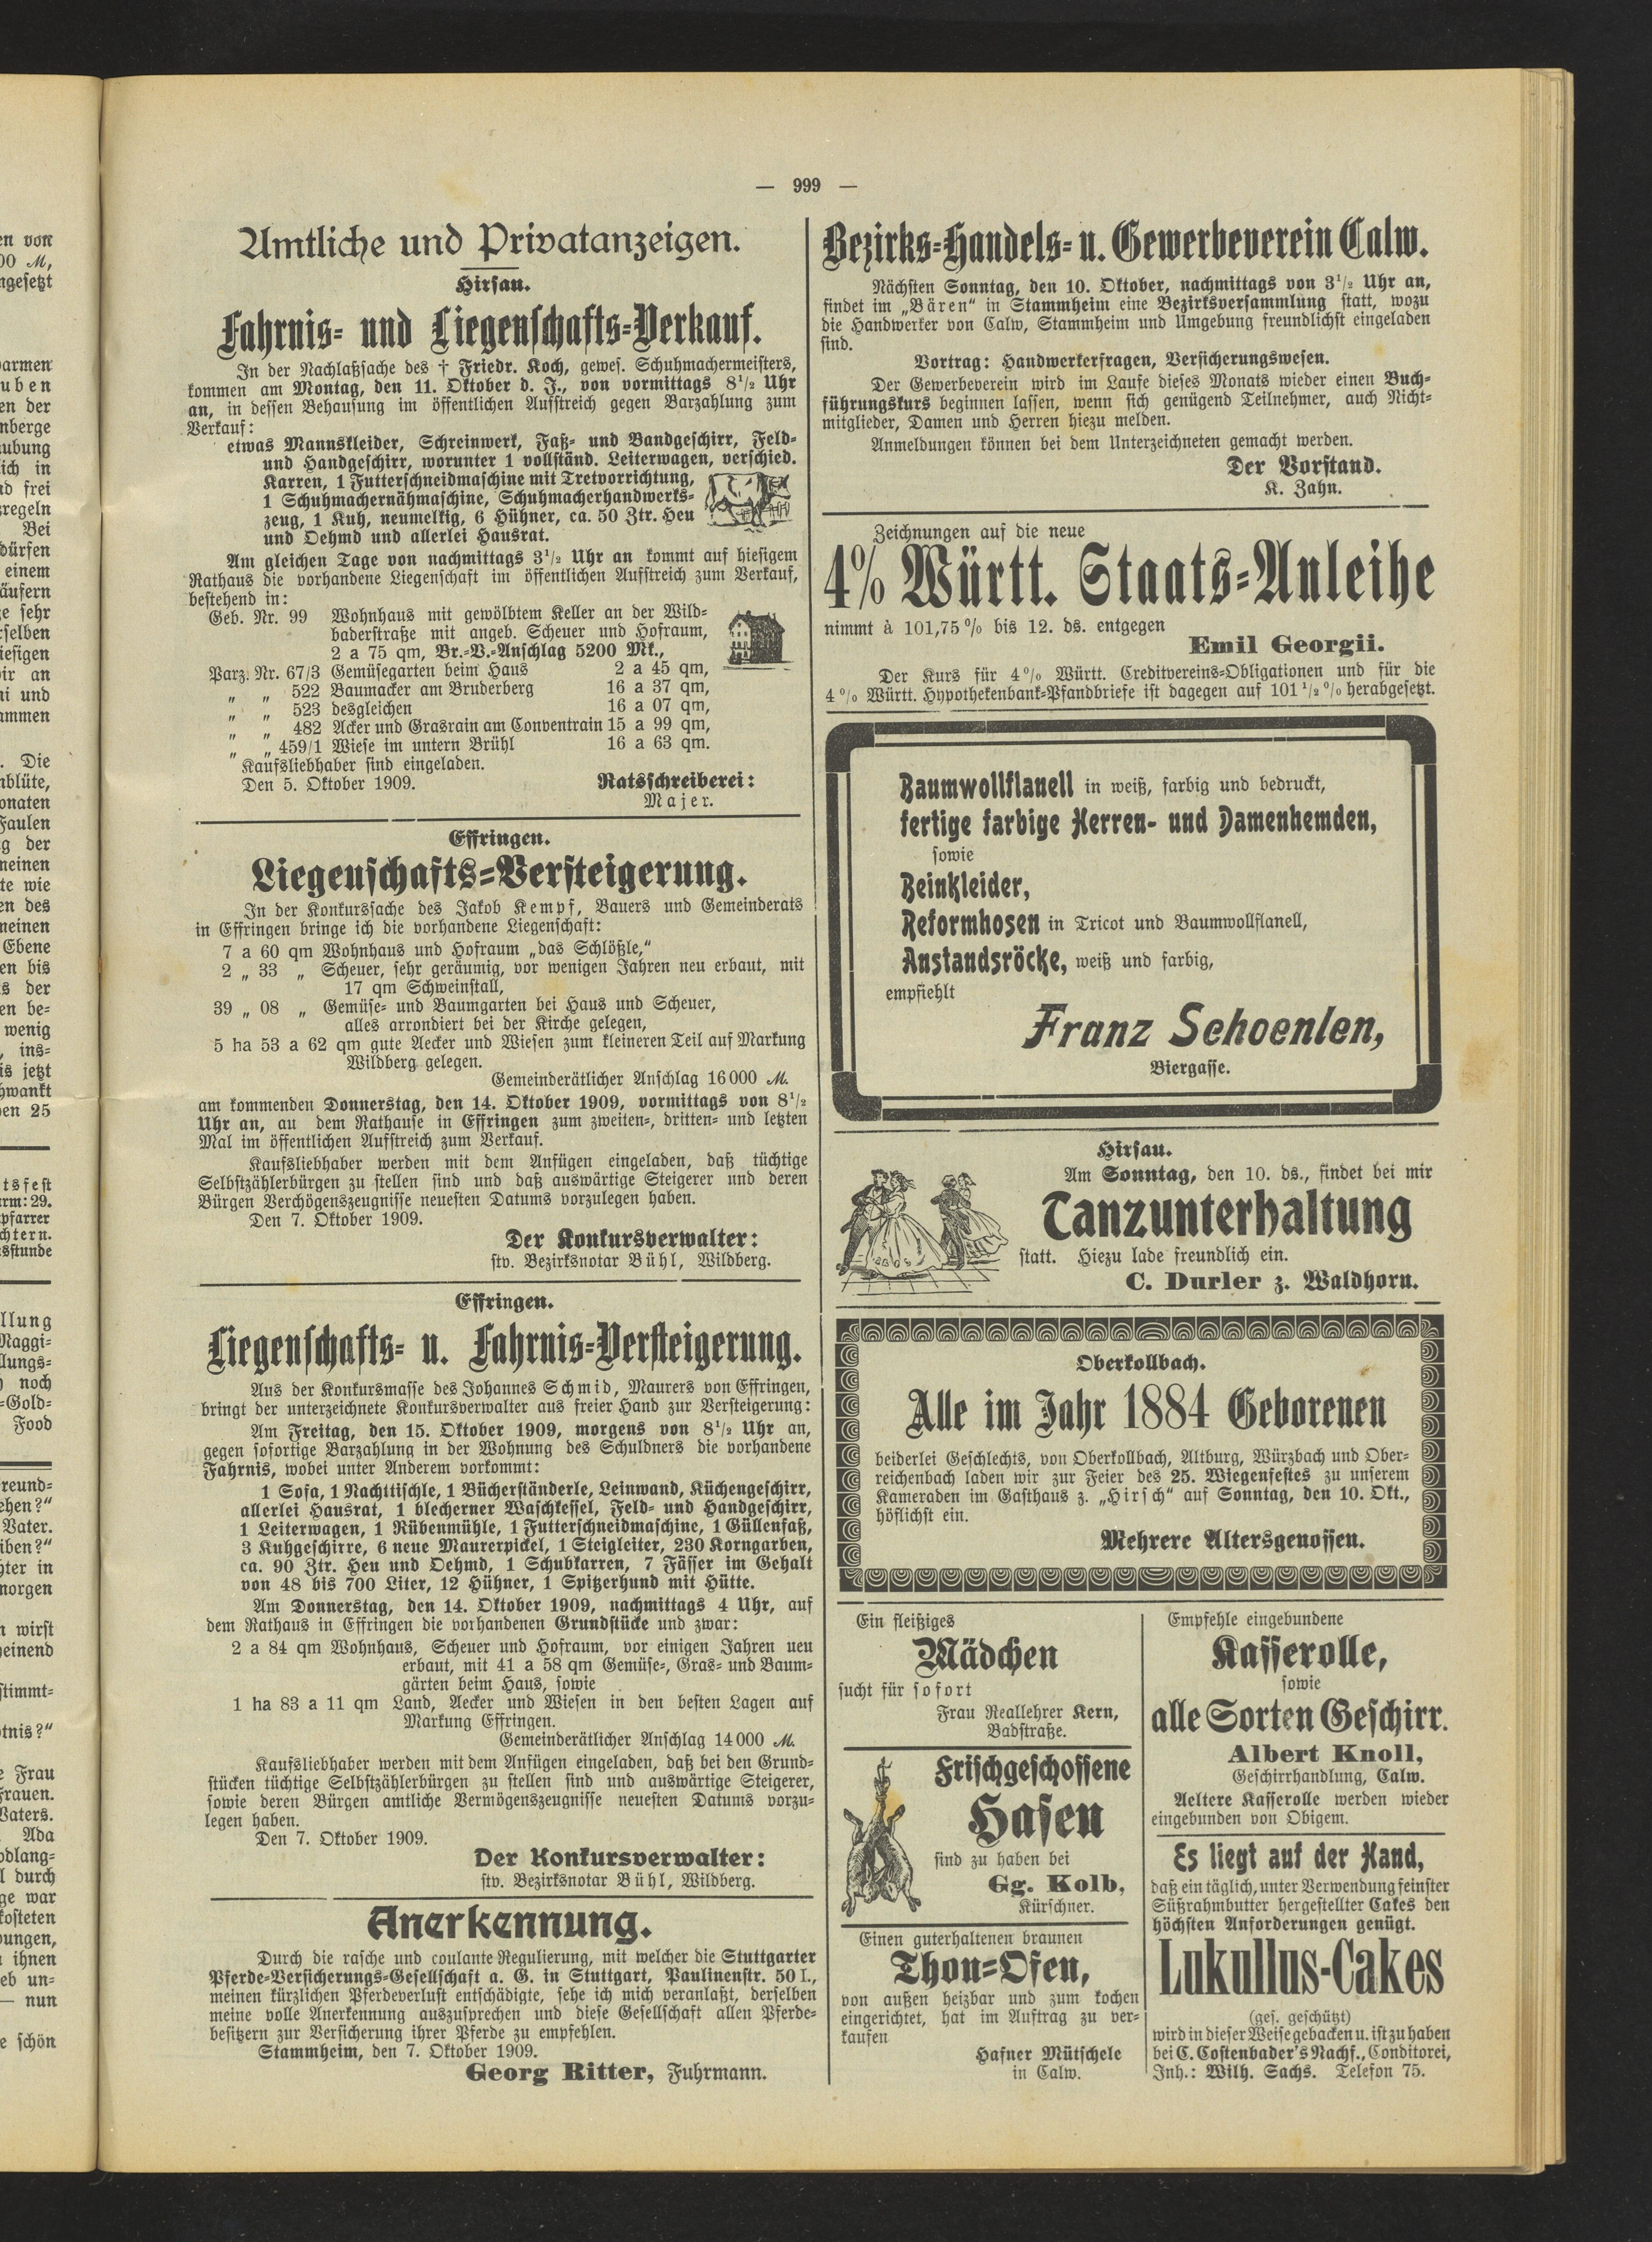 — 999 —
Amtliche und Privatanzeigen.
Hirsau.
Fahrnis- und Liegenschafts-Verkauf.
In der Nachlaßsache des † Friedr. Koch, gewes. Schuhmachermeisters,
kommen am Montag, den 11. Oktober d. J., von vormittags 8½ Uhr
an, in dessen Behausung im öffentlichen Aufstreich gegen Barzahlung zum
Verkauf:
etwas Mannskleider, Schreinwerk, Faß- und Bandgeschirr, Feld-
und Handgeschirr, worunter 1 vollständ. Leiterwagen, verschied.
Karren, 1 Futterschneidmaschine mit Tretvorrichtung,
1 Schuhmachernähmaschine, Schuhmacherhandwerks-
zeug, 1 Kuh, neumelkig, 6 Hühner, ca. 50 Ztr. Heu
und Oehmd und allerlei Hausrat.
Am gleichen Tage von nachmittags 3½ Uhr an kommt auf hiesigem
Rathaus die vorhandene Liegenschaft im öffentlichen Aufstreich zum Verkauf,
bestehend in:
Geb. Nr. 99 Wohnhaus mit gewölbtem Keller an der Wild-
baderstraße mit angeb. Scheuer und Hofraum,
2 a 75 qm, Br.-V.-Anschlag 5200 Mk.,
Parz. Nr. 67/3 Gemüsegarten beim Haus 2 a 45 qm,
„ „ 522 Baumacker am Bruderberg 16 a 37 qm,
„ „ 523 desgleichen 16 a 07 qm,
„ „ 482 Acker und Grasrain am Conventrain 15 a 99 qm,
„ „ 459/1 Wiese im untern Brühl 16 a 63 qm.
Kaufsliebhaber sind eingeladen.
Den 5. Oktober 1909. Ratsschreiberei:
Majer.
Effringen.
Liegenschafts-Versteigerung.
In der Konkurssache des Jakob Kempf, Bauers und Gemeinderats
in Effringen bringe ich die vorhandene Liegenschaft:
7 a 60 qm Wohnhaus und Hofraum „das Schlößle,“
2 „ 33 „ Scheuer, sehr geräumig, vor wenigen Jahren neu erbaut, mit
17 qm Schweinstall,
39 „ 08 „ Gemüse- und Baumgarten bei Haus und Scheuer,
alles arrondiert bei der Kirche gelegen,
5 ha 53 a 62 qm gute Aecker und Wiesen zum kleineren Teil auf Markung
Wildberg gelegen.
Gemeinderätlicher Anschlag 16 000 M.
am kommenden Donnerstag, den 14. Oktober 1909, vormittags von 8½
Uhr an, au dem Rathause in Effringen zum zweiten-, dritten- und letzten
Mal im öffentlichen Aufstreich zum Verkauf.
Kaufsliebhaber werden mit dem Anfügen eingeladen, daß tüchtige
Selbstzählerbürgen zu stellen sind und daß auswärtige Steigerer und deren
Bürgen Verchögenszeugnisse neuesten Datums vorzulegen haben.
Den 7. Oktober 1909.
Der Konkursverwalter:
stv. Bezirksnotar Bühl, Wildberg.
Effringen.
Liegenschafts- u. Fahrnis-Versteigerung.
Aus der Konkursmasse des Johannes Schmid, Maurers von Effringen,
bringt der unterzeichnete Konkursverwalter aus freier Hand zur Versteigerung:
Am Freitag, den 15. Oktober 1909, morgens von 8½ Uhr an,
gegen sofortige Barzahlung in der Wohnung des Schuldners die vorhandene
Fahrnis, wobei unter Anderem vorkommt:
1 Sofa, 1 Nachttischle, 1 Bücherständerle, Leinwand, Küchengeschirr,
allerlei Hausrat, 1 blecherner Waschkessel, Feld- und Handgeschirr,
1 Leiterwagen, 1 Rübenmühle, 1 Futterschneidmaschine, 1 Güllenfaß,
3 Kuhgeschirre, 6 neue Maurerpickel, 1 Steigleiter, 230 Korngarben,
ca. 90 Ztr. Heu und Oehmd, 1 Schubkarren, 7 Fässer im Gehalt
von 48 bis 700 Liter, 12 Hühner, 1 Spitzerhund mit Hütte.
Am Donnerstag, den 14. Oktober 1909, nachmittags 4 Uhr, auf
dem Rathaus in Effringen die vorhandenen Grundstücke und zwar:
2 a 84 qm Wohnhaus, Scheuer und Hofraum, vor einigen Jahren neu
erbaut, mit 41 a 58 qm Gemüse-, Gras- und Baum-
gärten beim Haus, sowie
1 ha 83 a 11 qm Land, Aecker und Wiesen in den besten Lagen auf
Markung Effringen.
Gemeinderätlicher Anschlag 14 000 M.
Kaufsliebhaber werden mit dem Anfügen eingeladen, daß bei den Grund-
stücken tüchtige Selbstzählerbürgen zu stellen sind und auswärtige Steigerer,
sowie deren Bürgen amtliche Vermögenszeugnisse neuesten Datums vorzu-
legen haben.
Den 7. Oktober 1909.
Der Konkursverwalter:
stv. Bezirksnotar Bühl, Wildberg.
Anerkennung.
Durch die rasche und coulante Regulierung, mit welcher die Stuttgarter
Pferde-Versicherungs-Gesellschaft a. G. in Stuttgart, Paulinenstr. 50 I.,
meinen kürzlichen Pferdeverlust entschädigte, sehe ich mich veranlaßt, derselben
meine volle Anerkennung auszusprechen und diese Gesellschaft allen Pferde-
besitzern zur Versicherung ihrer Pferde zu empfehlen.
Stammheim, den 7. Oktober 1909.
Georg Ritter, Fuhrmann.
Bezirks-Handels- u. Gewerbeverein Calw.
Nächsten Sonntag, den 10. Oktober, nachmittags von 3½ Uhr an,
findet im „Bären“ in Stammheim eine Bezirksversammlung statt, wozu
die Handwerker von Calw, Stammheim und Umgebung freundlichst eingeladen
sind.
Vortrag: Handwerkerfragen, Versicherungswesen.
Der Gewerbeverein wird im Laufe dieses Monats wieder einen Buch-
führungskurs beginnen lassen, wenn sich genügend Teilnehmer, auch Nicht-
mitglieder, Damen und Herren hiezu melden.
Anmeldungen können bei dem Unterzeichneten gemacht werden.
Der Vorstand.
K. Zahn.
Zeichnungen auf die neue
4% Württ. Staats-Anleihe
nimmt à 101,75% bis 12. ds. entgegen
Emil Georgii.
Der Kurs für 4% Württ. Creditvereins-Obligationen und für die
4% Württ. Hypothekenbank-Pfandbriefe ist dagegen auf 101½% herabgesetzt.
Baumwollflanell in weiß, farbig und bedruckt,
fertige farbige Herren- und Damenhemden,
sowie
Beinkleider,
Reformhosen in Tricot und Baumwollflanell,
Anstandsröcke, weiß und farbig,
empfiehlt
Franz Schoenlen,
Biergasse.
Hirsau.
Am Sonntag, den 10. ds., findet bei mir
Tanzunterhaltung
statt. Hiezu lade freundlich ein.
C. Durler z. Waldhorn.
Oberkollbach.
Alle im Jahr 1884 Geborenen
beiderlei Geschlechts, von Oberkollbach, Altburg, Würzbach und Ober-
reichenbach laden wir zur Feier des 25. Wiegenfestes zu unserem
Kameraden im Gasthaus z. „Hirsch“ auf Sonntag, den 10. Okt.,
höflichst ein.
Mehrere Altersgenossen.
Ein fleißiges
Mädchen
sucht für sofort
Frau Reallehrer Kern,
Badstraße.
Frischgeschossene
Hasen
sind zu haben bei
Gg. Kolb,
Kürschner.
Einen guterhaltenen braunen
Thon-Ofen,
von außen heizbar und zum kochen
eingerichtet, hat im Auftrag zu ver-
kaufen
Hafner Mütschele
in Calw.
Empfehle eingebundene
Kasserolle,
sowie
alle Sorten Geschirr.
Albert Knoll,
Geschirrhandlung, Calw.
Aeltere Kasserolle werden wieder
eingebunden von Obigem.
Es liegt auf der Hand,
daß ein täglich, unter Verwendung feinster
Süßrahmbutter hergestellter Cakes den
höchsten Anforderungen genügt.
Lukullus-Cakes
(ges. geschützt)
wird in dieser Weise gebacken u. ist zu haben
bei C. Costenbader's Nachf., Conditorei,
Inh.: Wilh. Sachs. Telefon 75.